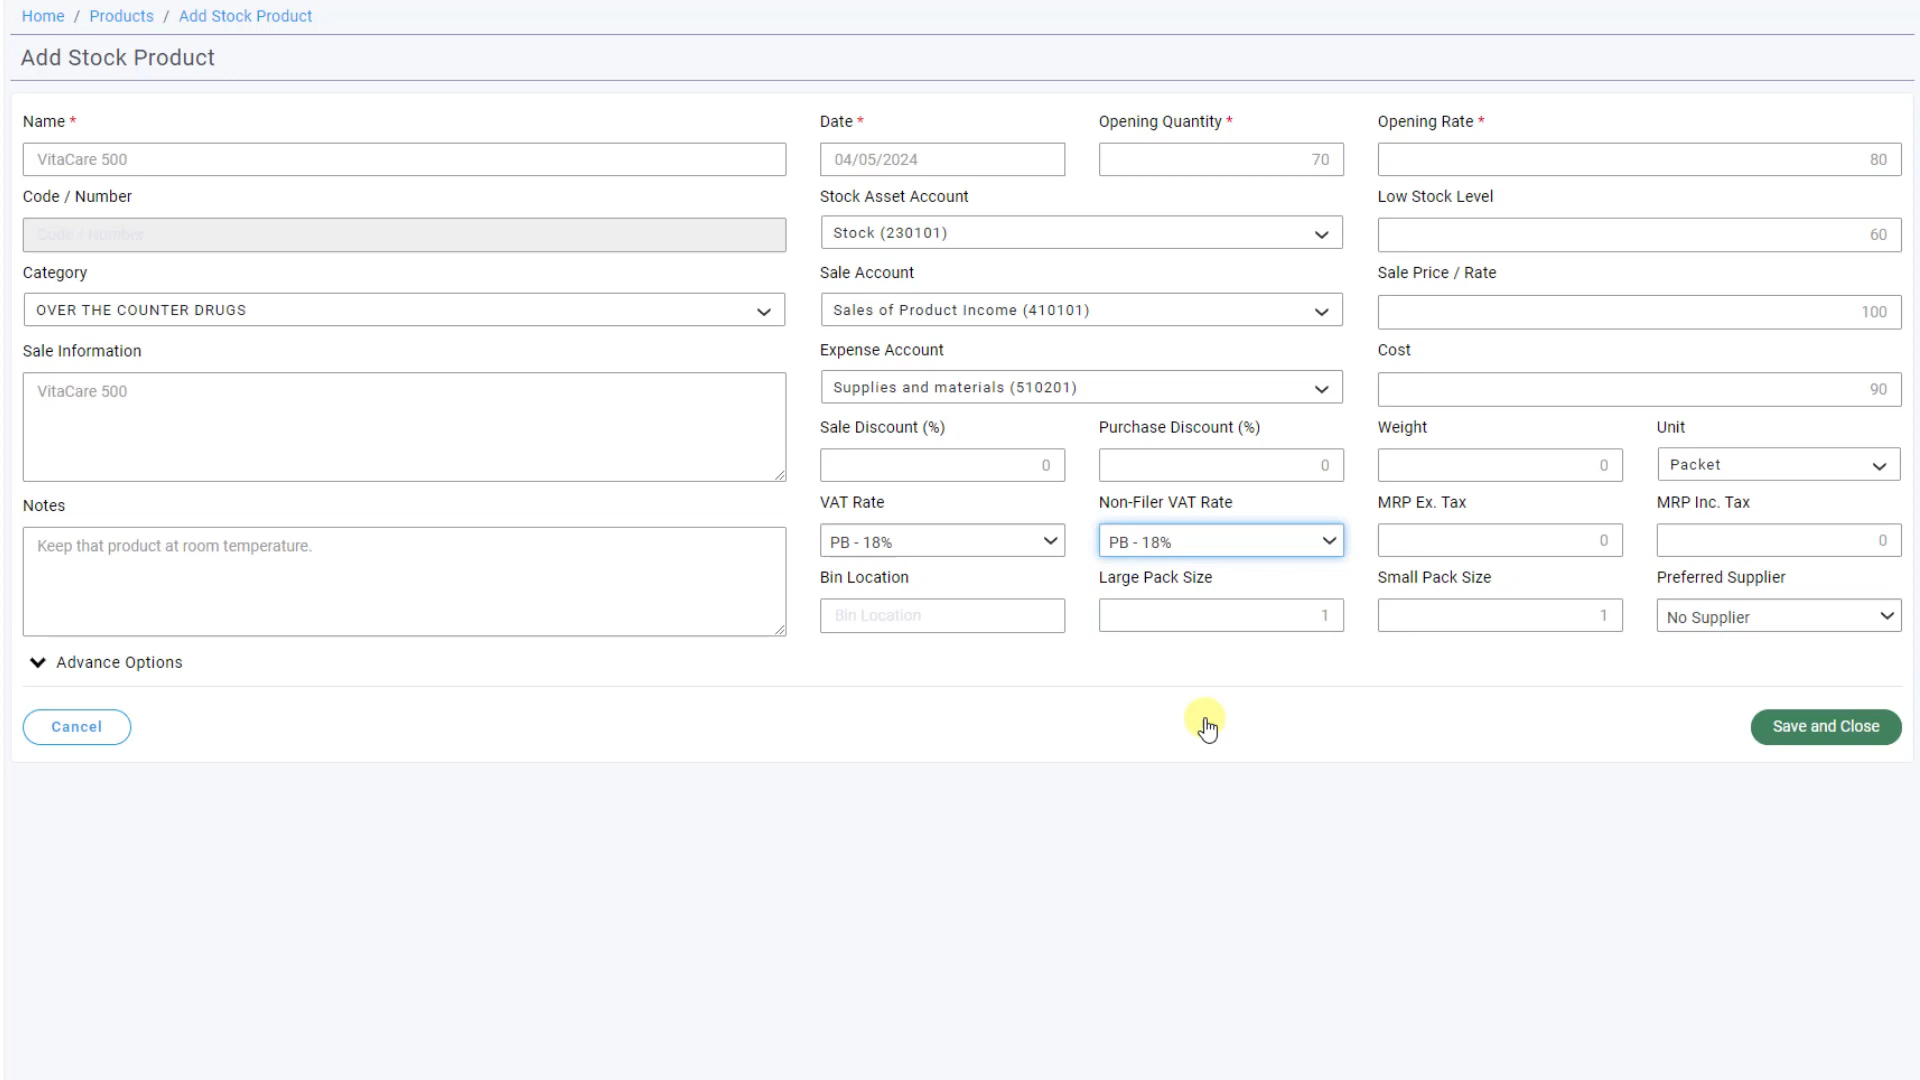 Home / Products / Add Stock Product
Add Stock Product
Name * Date * Opening Quantity * Opening Rate *
VitaCare 500 04/05/2024 70 80
Code / Number Stock Asset Account Low Stock Level
Code / Number Stock (230101) 60
Category Sale Account Sale Price / Rate
OVER THE COUNTER DRUGS Sales of Product Income (410101) 100
Sale Information Expense Account Cost
VitaCare 500 Supplies and materials (510201) 90
Sale Discount (%) Purchase Discount (%) Weight Unit
0 0 0 Packet
Notes VAT Rate Non-Filer VAT Rate MRP Ex. Tax MRP Inc. Tax
Keep that product at room temperature. PB - 18% PB - 18% 0 0
Bin Location Large Pack Size Small Pack Size Preferred Supplier
Bin Location 1 1 No Supplier
Advance Options
Cancel Save and Close